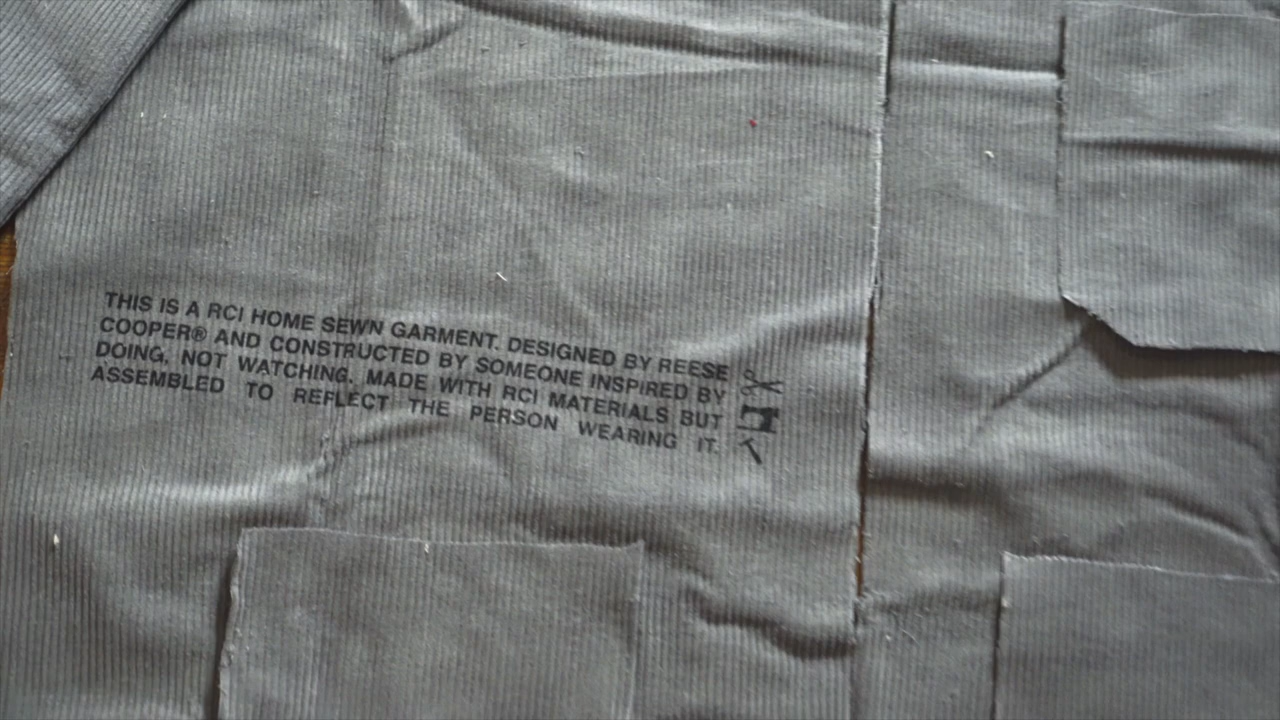 THIS IS A RCI HOME SEWN GARMENT. DESIGNED BY REESE
COOPER® AND CONSTRUCTED BY SOMEONE INSPIRED BY
DOING, NOT WATCHING. MADE WITH RCI MATERIALS BUT
ASSEMBLED TO REFLECT THE PERSON WEARING IT.